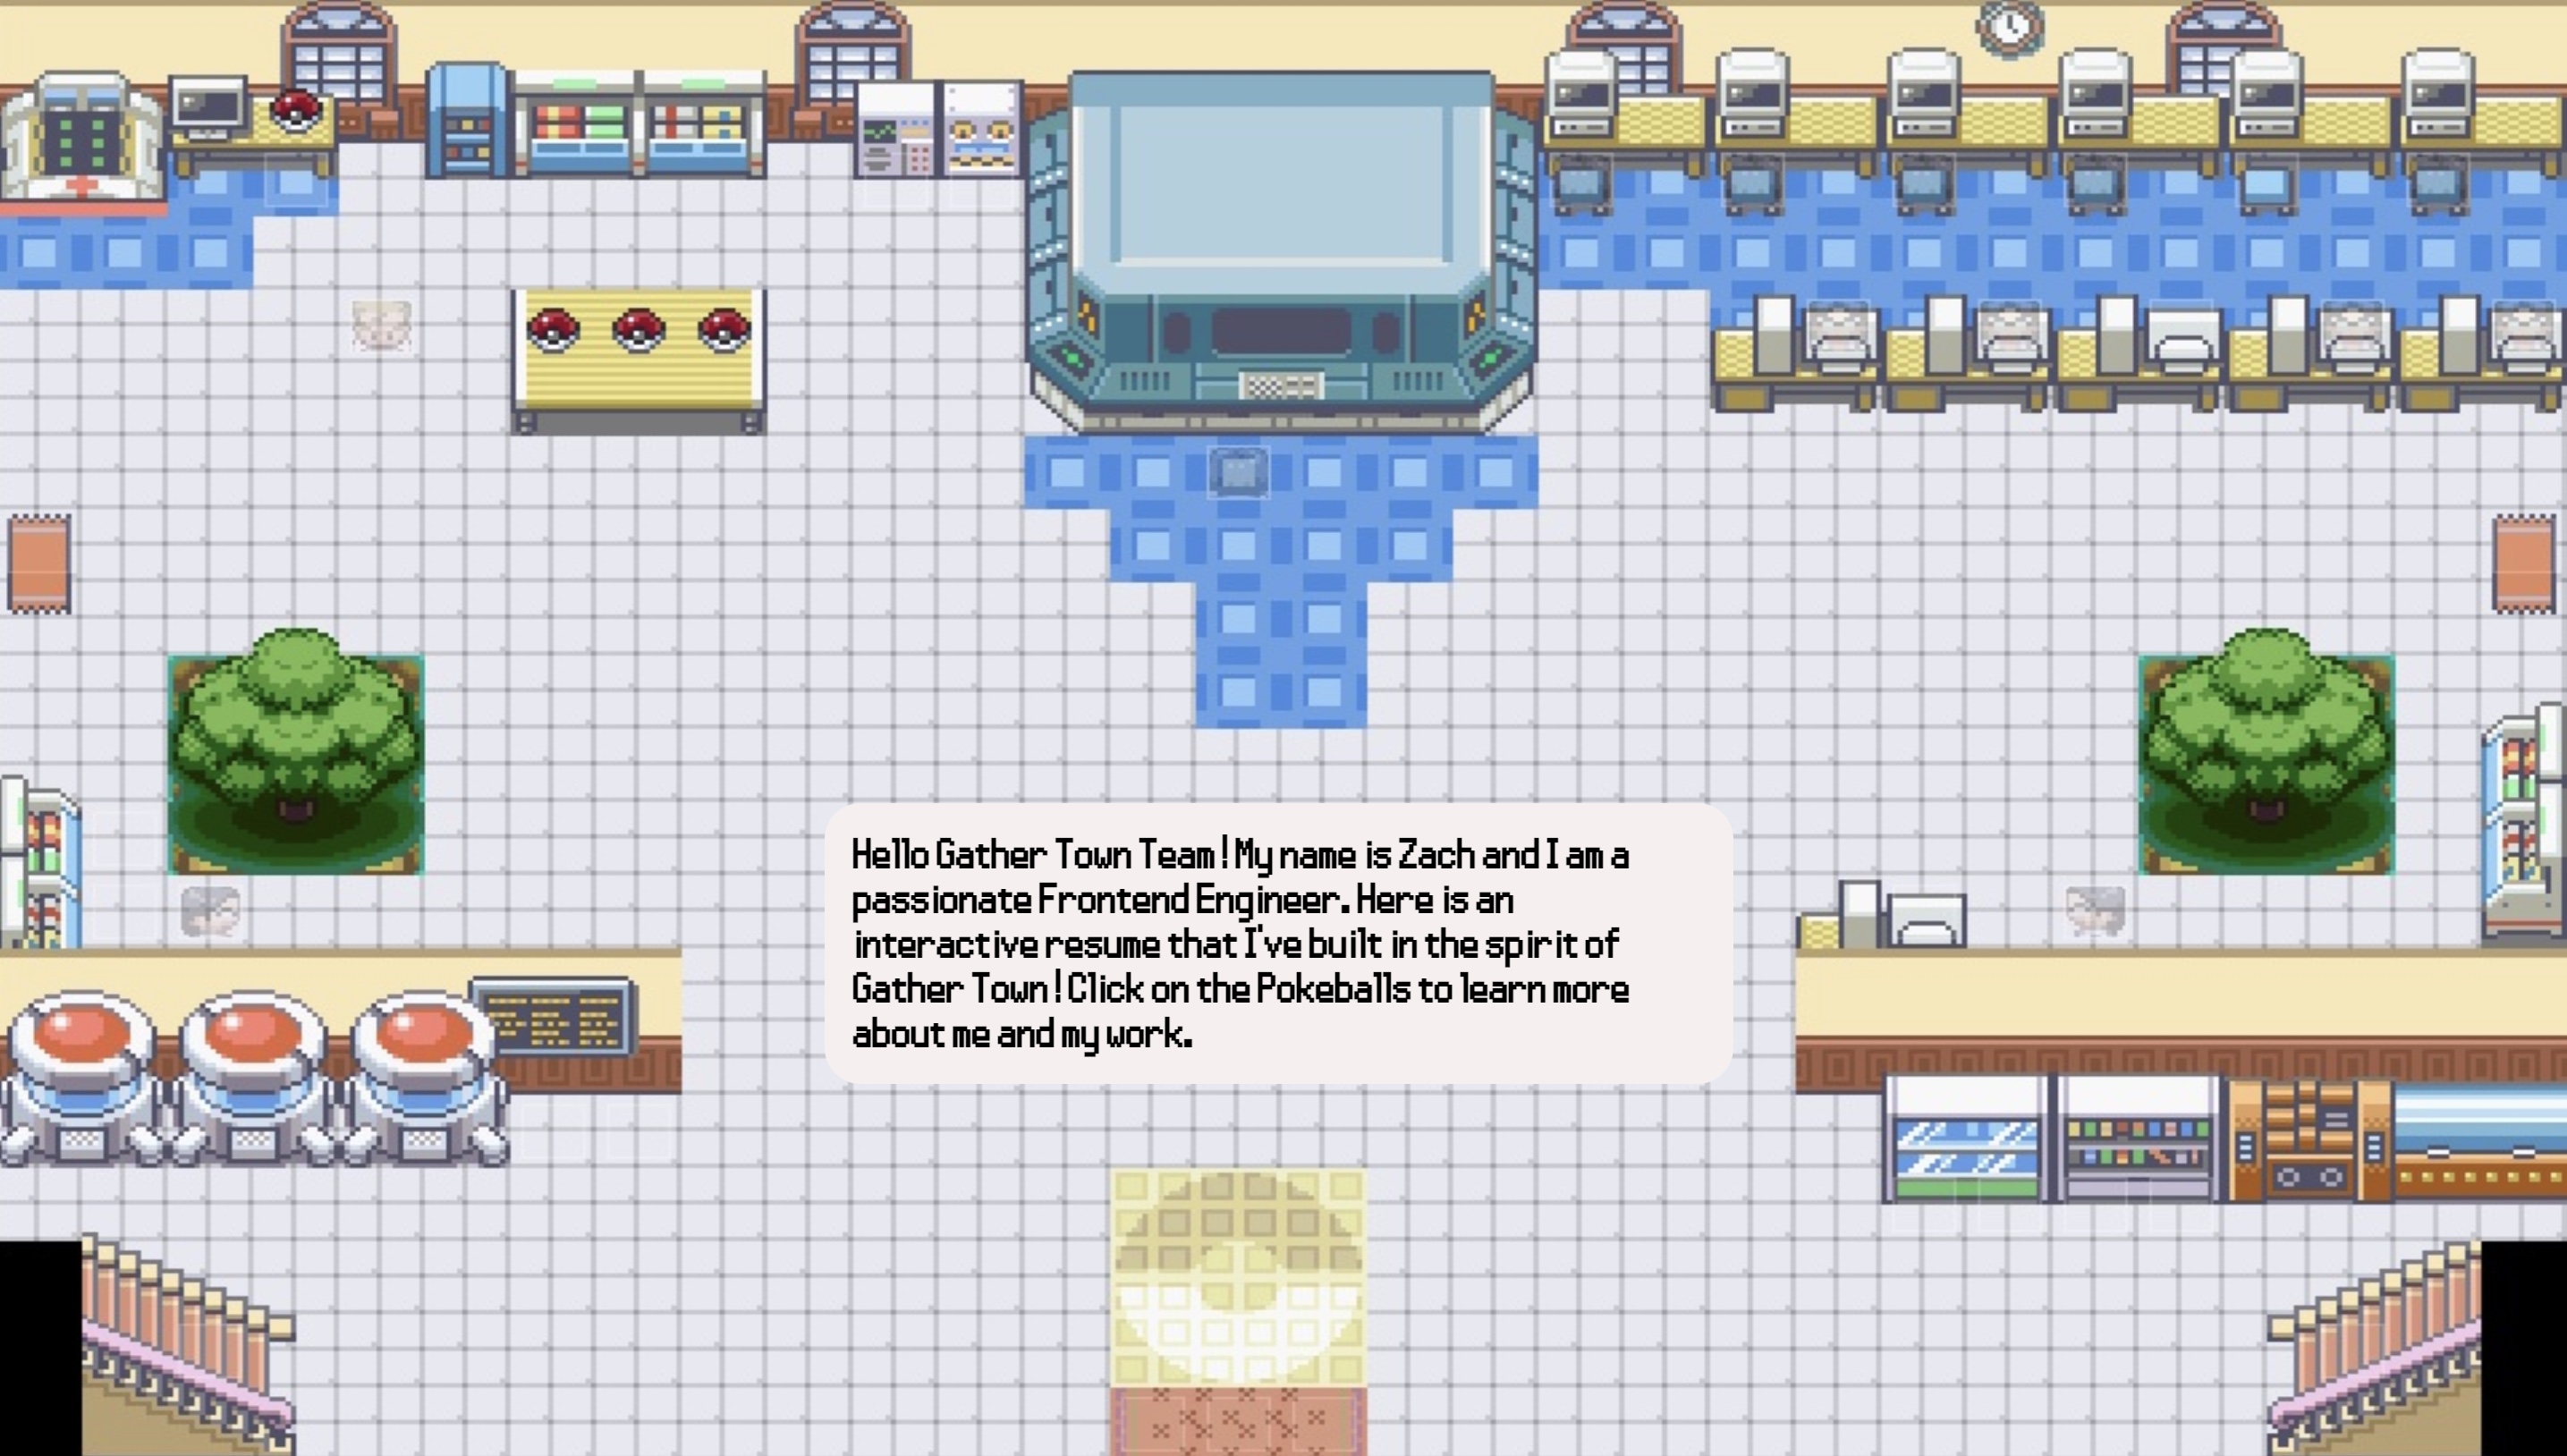 Hello Gather Town Team! My name is Zach and I am a
passionate Frontend Engineer. Here is an
interactive resume that I've built in the spirit of
Gather Town! Click on the Pokeballs to learn more
about me and my work.